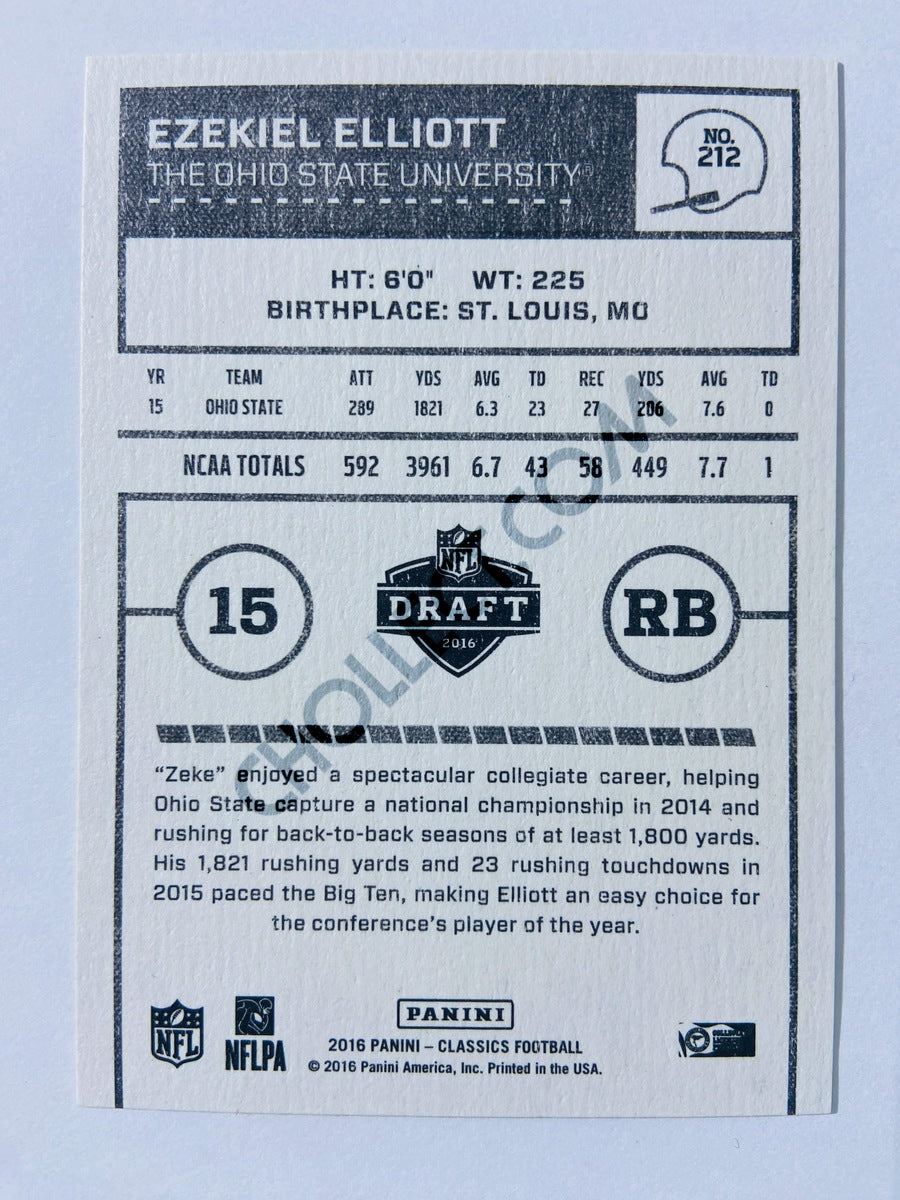 EZEKIEL ELLIOTT
THE OHIO STATE UNIVERSITY
NO.
212
HT: 6'0" WT: 225
BIRTHPLACE: ST. LOUIS, MO
YR TEAM ATT YDS AVG TD REC YDS AVG TD
15 OHIO STATE 289 1821 6.3 23 27 206 7.6 0
NCAA TOTALS 592 3961 6.7 43 58 449 7.7 1
15
NFL
DRAFT
2016
RB
“Zeke” enjoyed a spectacular collegiate career, helping
Ohio State capture a national championship in 2014 and
rushing for back-to-back seasons of at least 1,800 yards.
His 1,821 rushing yards and 23 rushing touchdowns in
2015 paced the Big Ten, making Elliott an easy choice for
the conference’s player of the year.
NFL
NFLPA
PANINI
2016 PANINI – CLASSICS FOOTBALL
© 2016 Panini America, Inc. Printed in the USA.